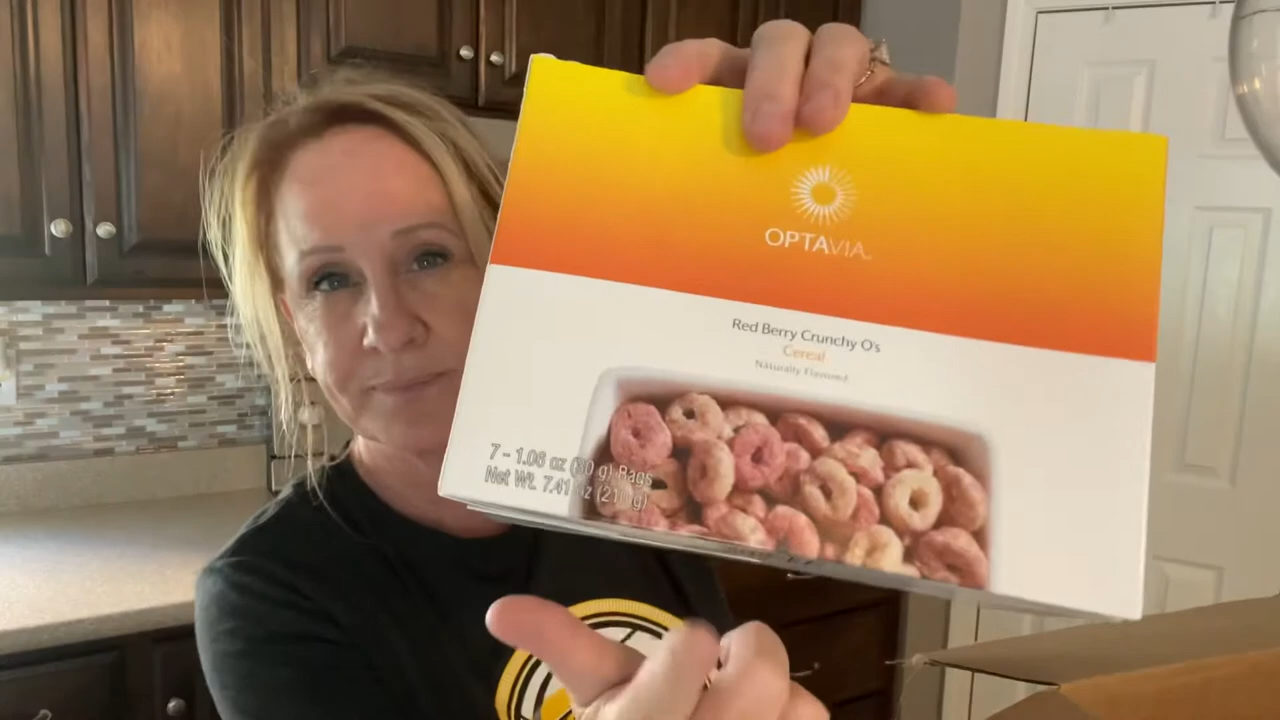 OPTAVIA
Red Berry Crunchy O's
Cereal
Naturally Flavored
7 - 1.06 oz (30 g) Bags
Net Wt. 7.41 oz (210 g)